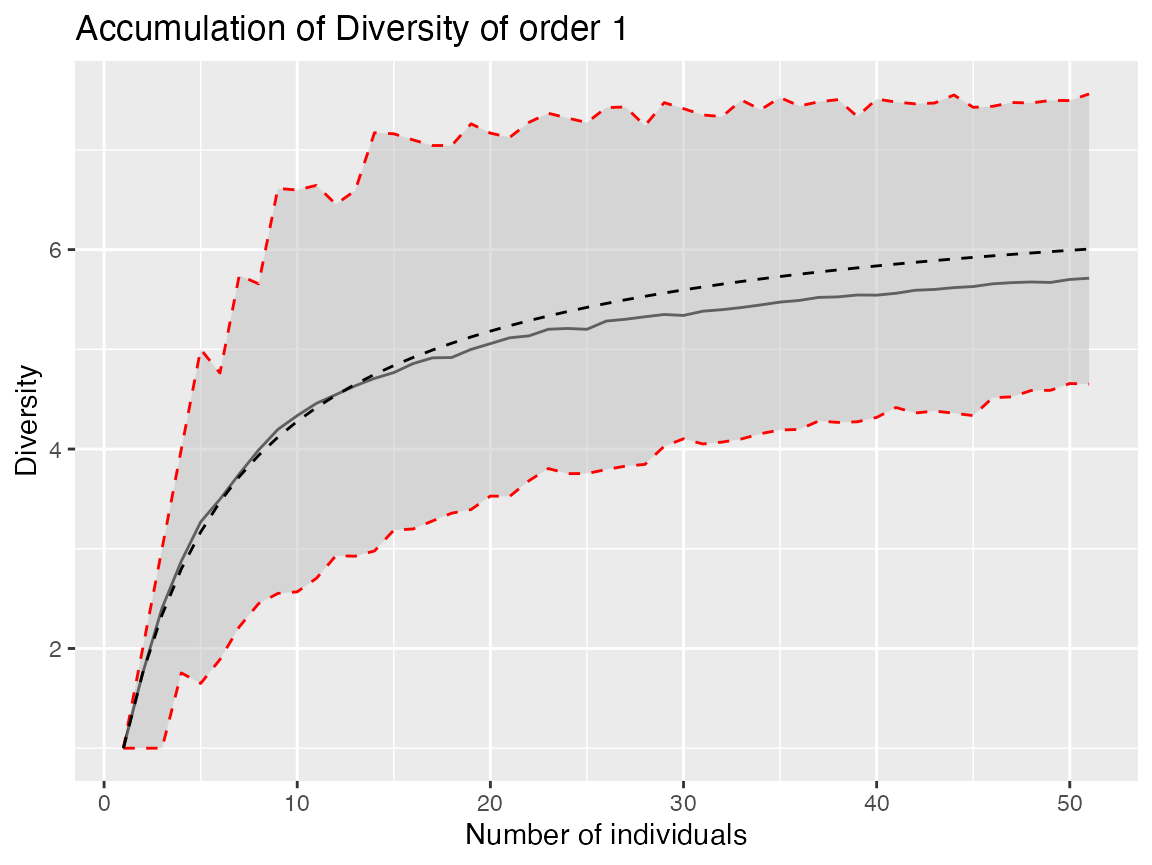 Accumulation of Diversity of order 1
Diversity
6
4
2
0 10 20 30 40 50
Number of individuals